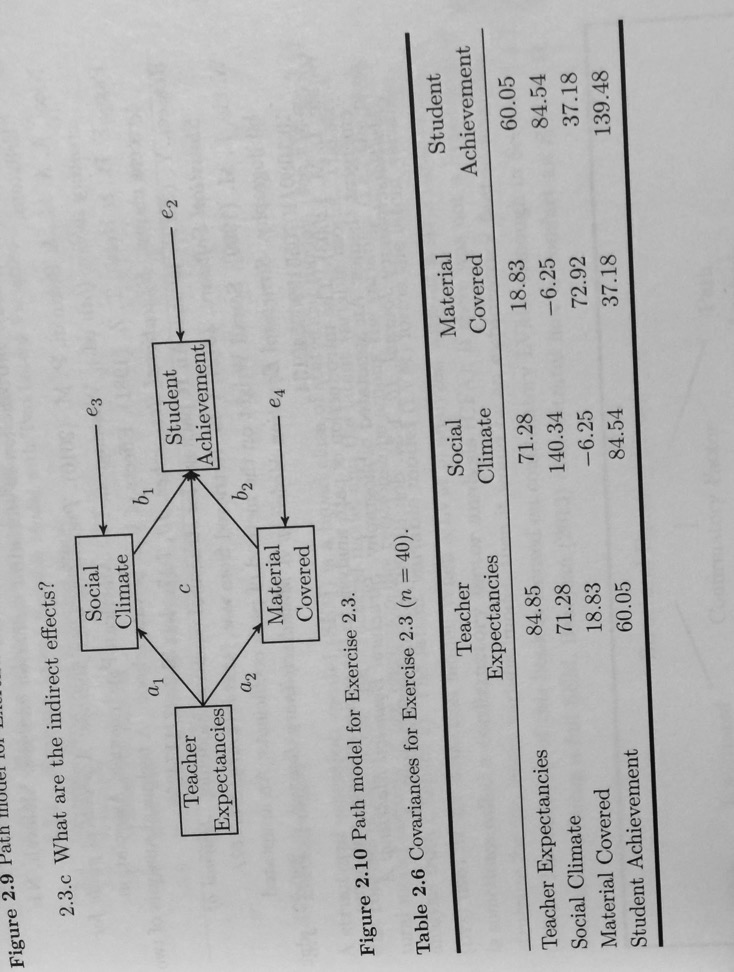 Figure 2.9 Path model for
2.3.c What are the indirect effects?
Social
Climate
e3
a1
b1
Teacher
Expectancies
c
Student
Achievement
e2
a2
b2
Material
Covered
e4
Figure 2.10 Path model for Exercise 2.3.
Table 2.6 Covariances for Exercise 2.3 (n = 40).
Teacher Social Material Student
Expectancies Climate Covered Achievement
Teacher Expectancies 84.85 71.28 18.83 60.05
Social Climate 71.28 140.34 −6.25 84.54
Material Covered 18.83 −6.25 72.92 37.18
Student Achievement 60.05 84.54 37.18 139.48